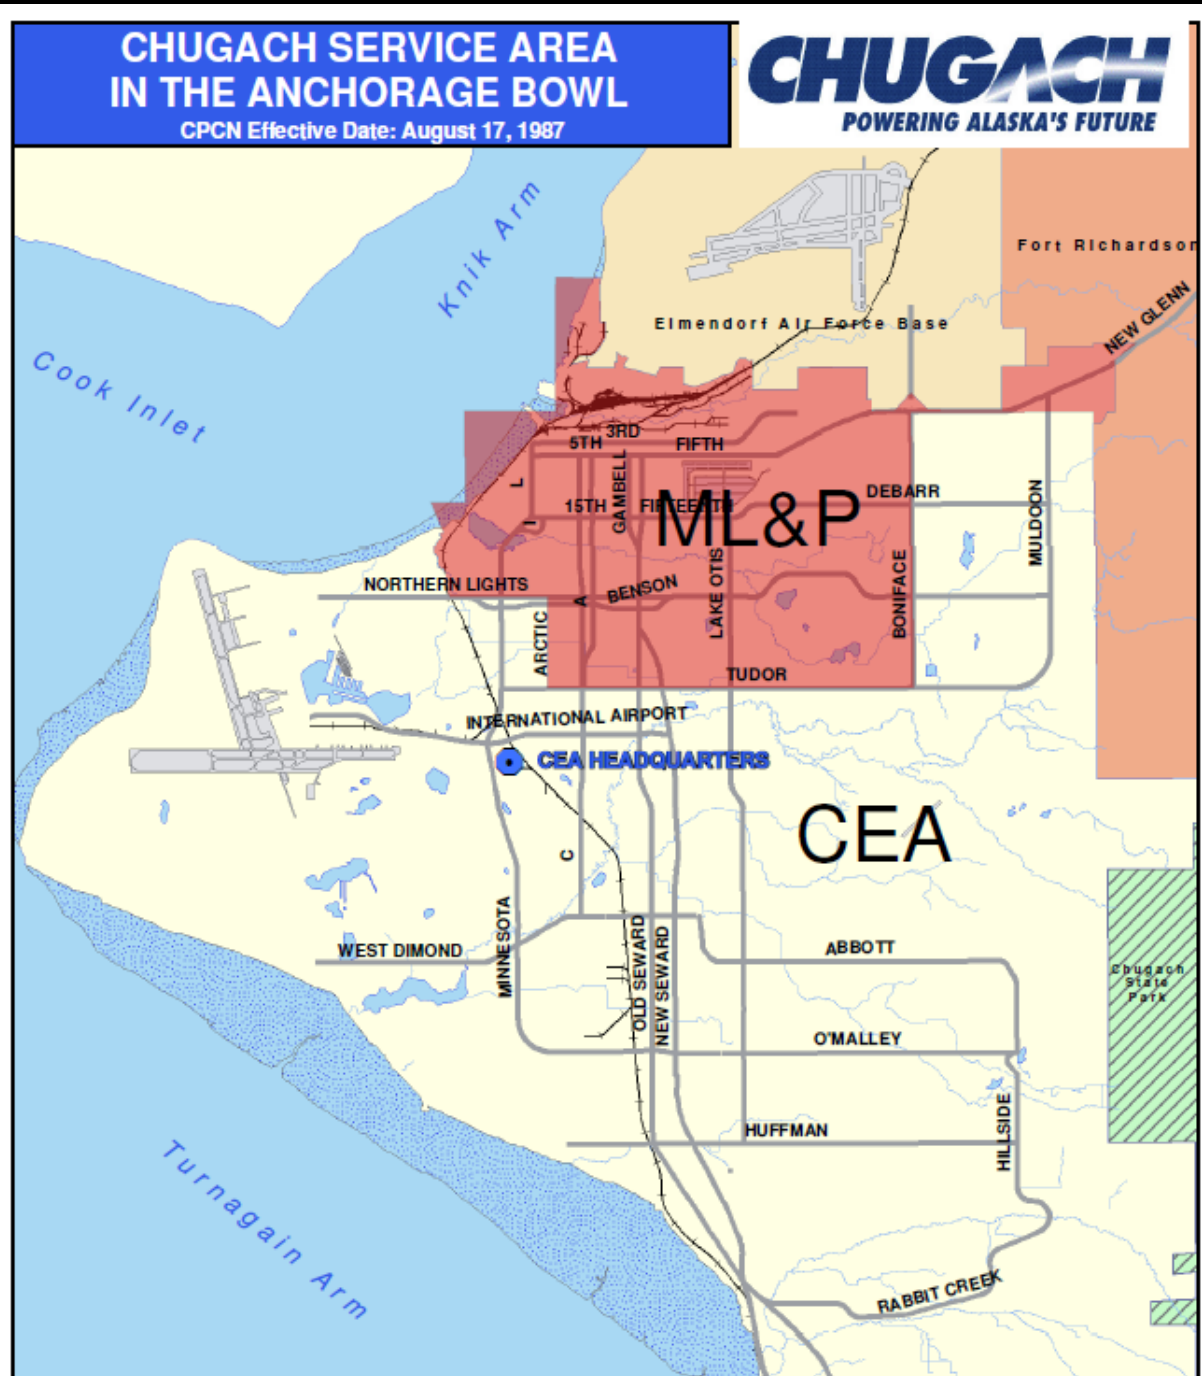 CHUGACH SERVICE AREA
IN THE ANCHORAGE BOWL
CPCN Effective Date: August 17, 1987
CHUGACH
POWERING ALASKA'S FUTURE
Knik Arm
Fort Richardson
NEW GLENN
Elmendorf Air Force Base
Cook Inlet
3RD
5TH
FIFTH
GAMBELL
L
ML&P
DEBARR
MULDOON
15TH
FIFTEENTH
I
LAKE OTIS
BONIFACE
NORTHERN LIGHTS
A
BENSON
ARCTIC
TUDOR
INTERNATIONAL AIRPORT
CEA HEADQUARTERS
CEA
C
MINNESOTA
WEST DIMOND
OLD SEWARD
NEW SEWARD
ABBOTT
Chugach
State
Park
O'MALLEY
HUFFMAN
HILLSIDE
Turnagain Arm
RABBIT CREEK